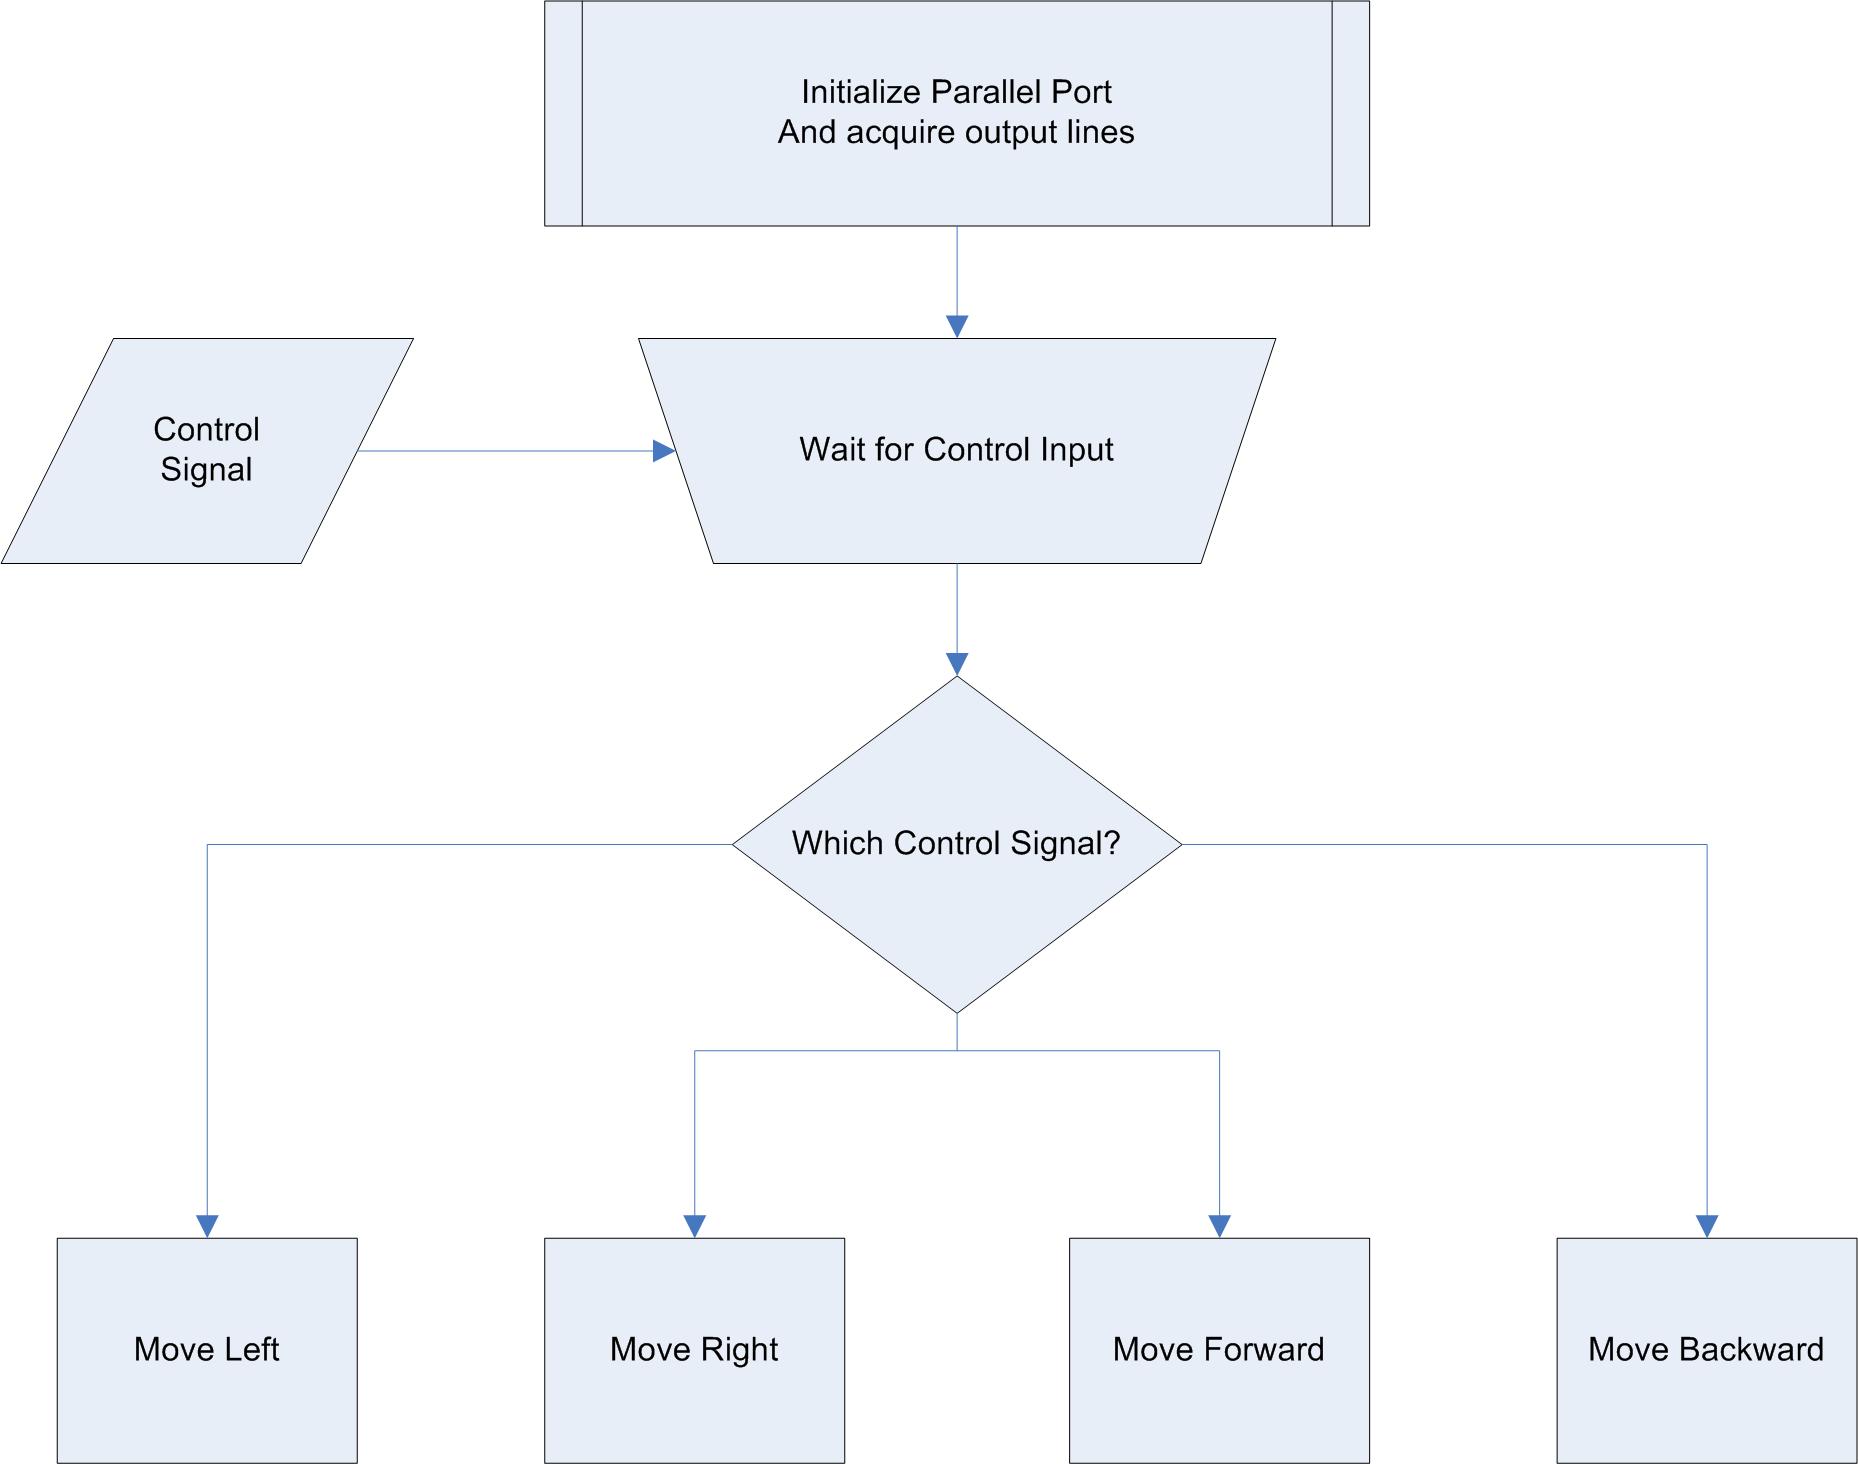 Initialize Parallel Port
And acquire output lines
Control
Signal
Wait for Control Input
Which Control Signal?
Move Left
Move Right
Move Forward
Move Backward